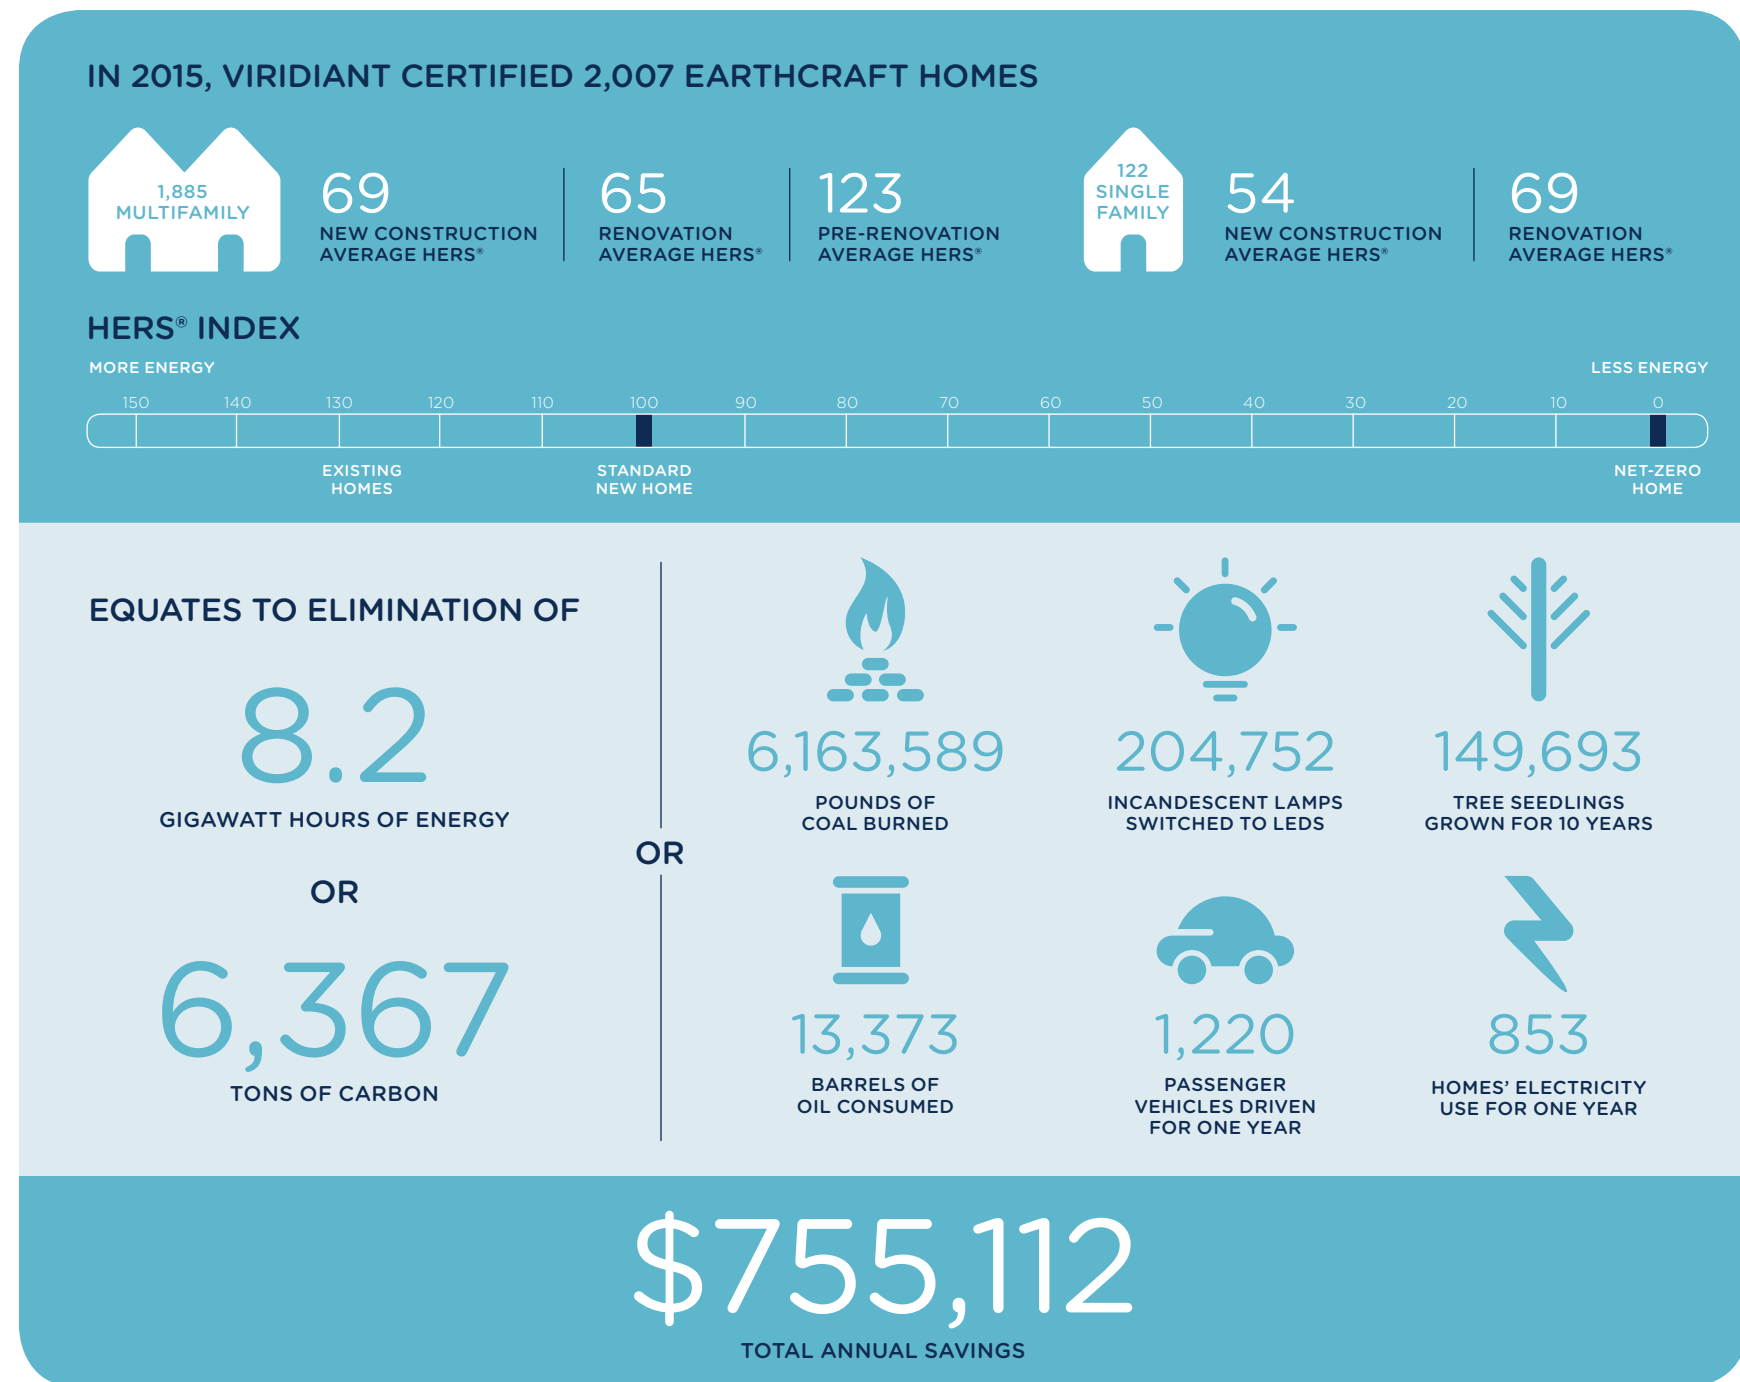 IN 2015, VIRIDIANT CERTIFIED 2,007 EARTHCRAFT HOMES
1,885
MULTIFAMILY
69
NEW CONSTRUCTION
AVERAGE HERS®
65
RENOVATION
AVERAGE HERS®
123
PRE-RENOVATION
AVERAGE HERS®
122
SINGLE
FAMILY
54
NEW CONSTRUCTION
AVERAGE HERS®
69
RENOVATION
AVERAGE HERS®
HERS® INDEX
MORE ENERGY
LESS ENERGY
150 140 130 120 110 100 90 80 70 60 50 40 30 20 10 0
EXISTING
HOMES
STANDARD
NEW HOME
NET-ZERO
HOME
EQUATES TO ELIMINATION OF
8.2
GIGAWATT HOURS OF ENERGY
OR
6,367
TONS OF CARBON
OR
6,163,589
POUNDS OF
COAL BURNED
204,752
INCANDESCENT LAMPS
SWITCHED TO LEDS
149,693
TREE SEEDLINGS
GROWN FOR 10 YEARS
13,373
BARRELS OF
OIL CONSUMED
1,220
PASSENGER
VEHICLES DRIVEN
FOR ONE YEAR
853
HOMES' ELECTRICITY
USE FOR ONE YEAR
$755,112
TOTAL ANNUAL SAVINGS